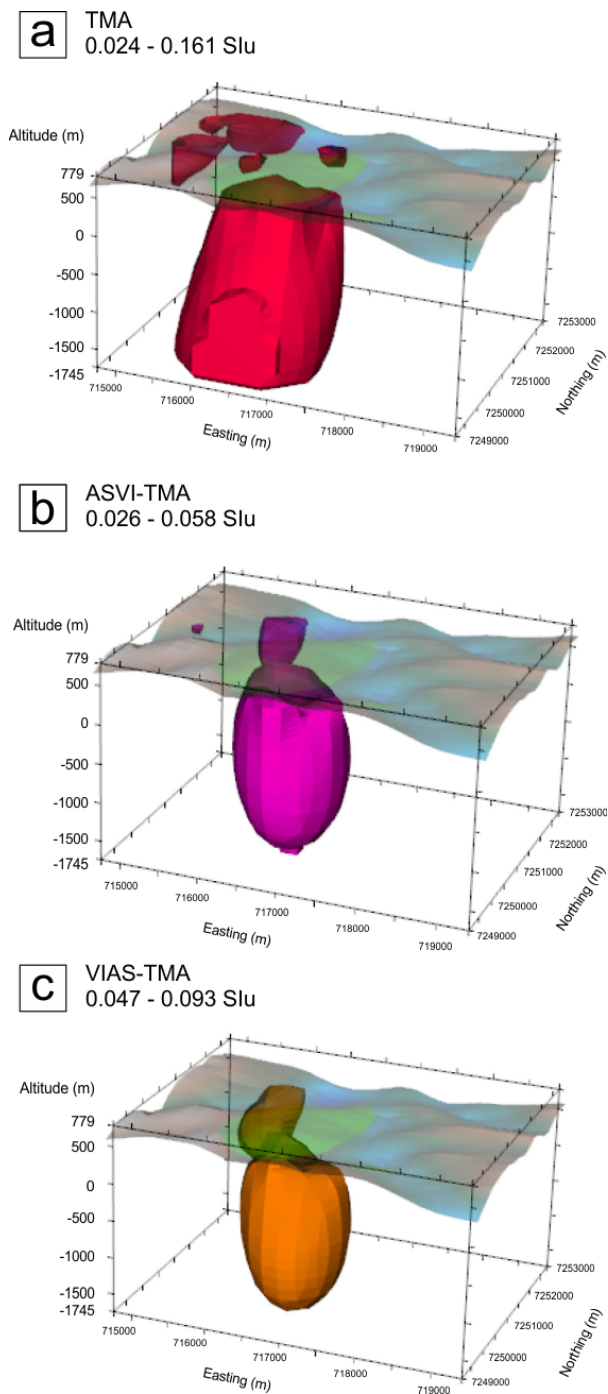 a
TMA
0.024 - 0.161 SIu
Altitude (m)
779
500
0
-500
-1000
-1500
-1745
715000
716000
717000
718000
719000
Easting (m)
7249000
7250000
7251000
7252000
7253000
Northing (m)
b
ASVI-TMA
0.026 - 0.058 SIu
Altitude (m)
779
500
0
-500
-1000
-1500
-1745
715000
716000
717000
718000
719000
Easting (m)
7249000
7250000
7251000
7252000
7253000
Northing (m)
c
VIAS-TMA
0.047 - 0.093 SIu
Altitude (m)
779
500
0
-500
-1000
-1500
-1745
715000
716000
717000
718000
719000
Easting (m)
7249000
7250000
7251000
7252000
7253000
Northing (m)